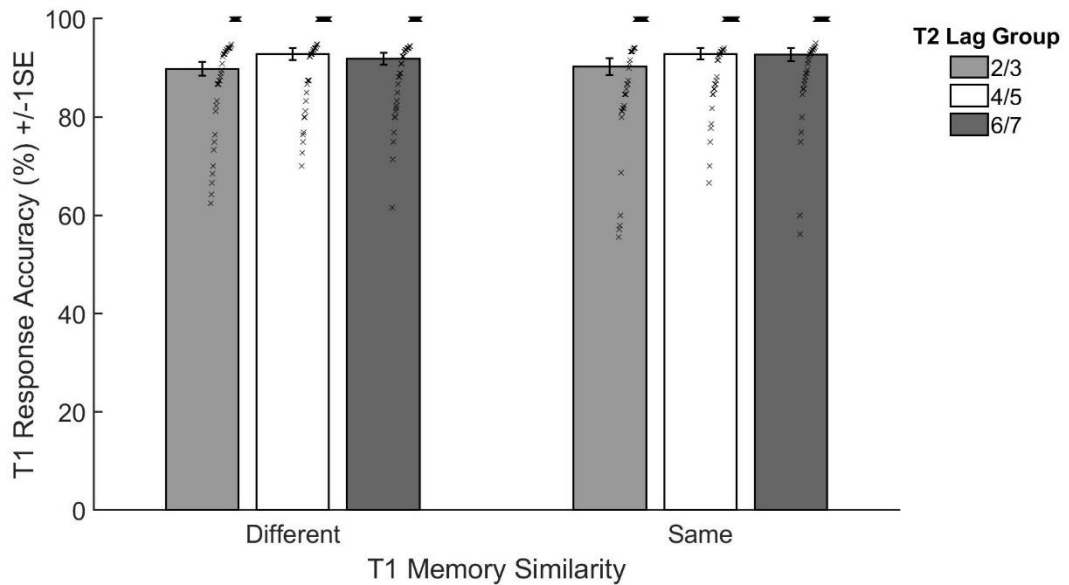 T1 Response Accuracy (%) +/-1SE
100
80
60
40
20
0
Different
Same
T1 Memory Similarity
T2 Lag Group
2/3
4/5
6/7